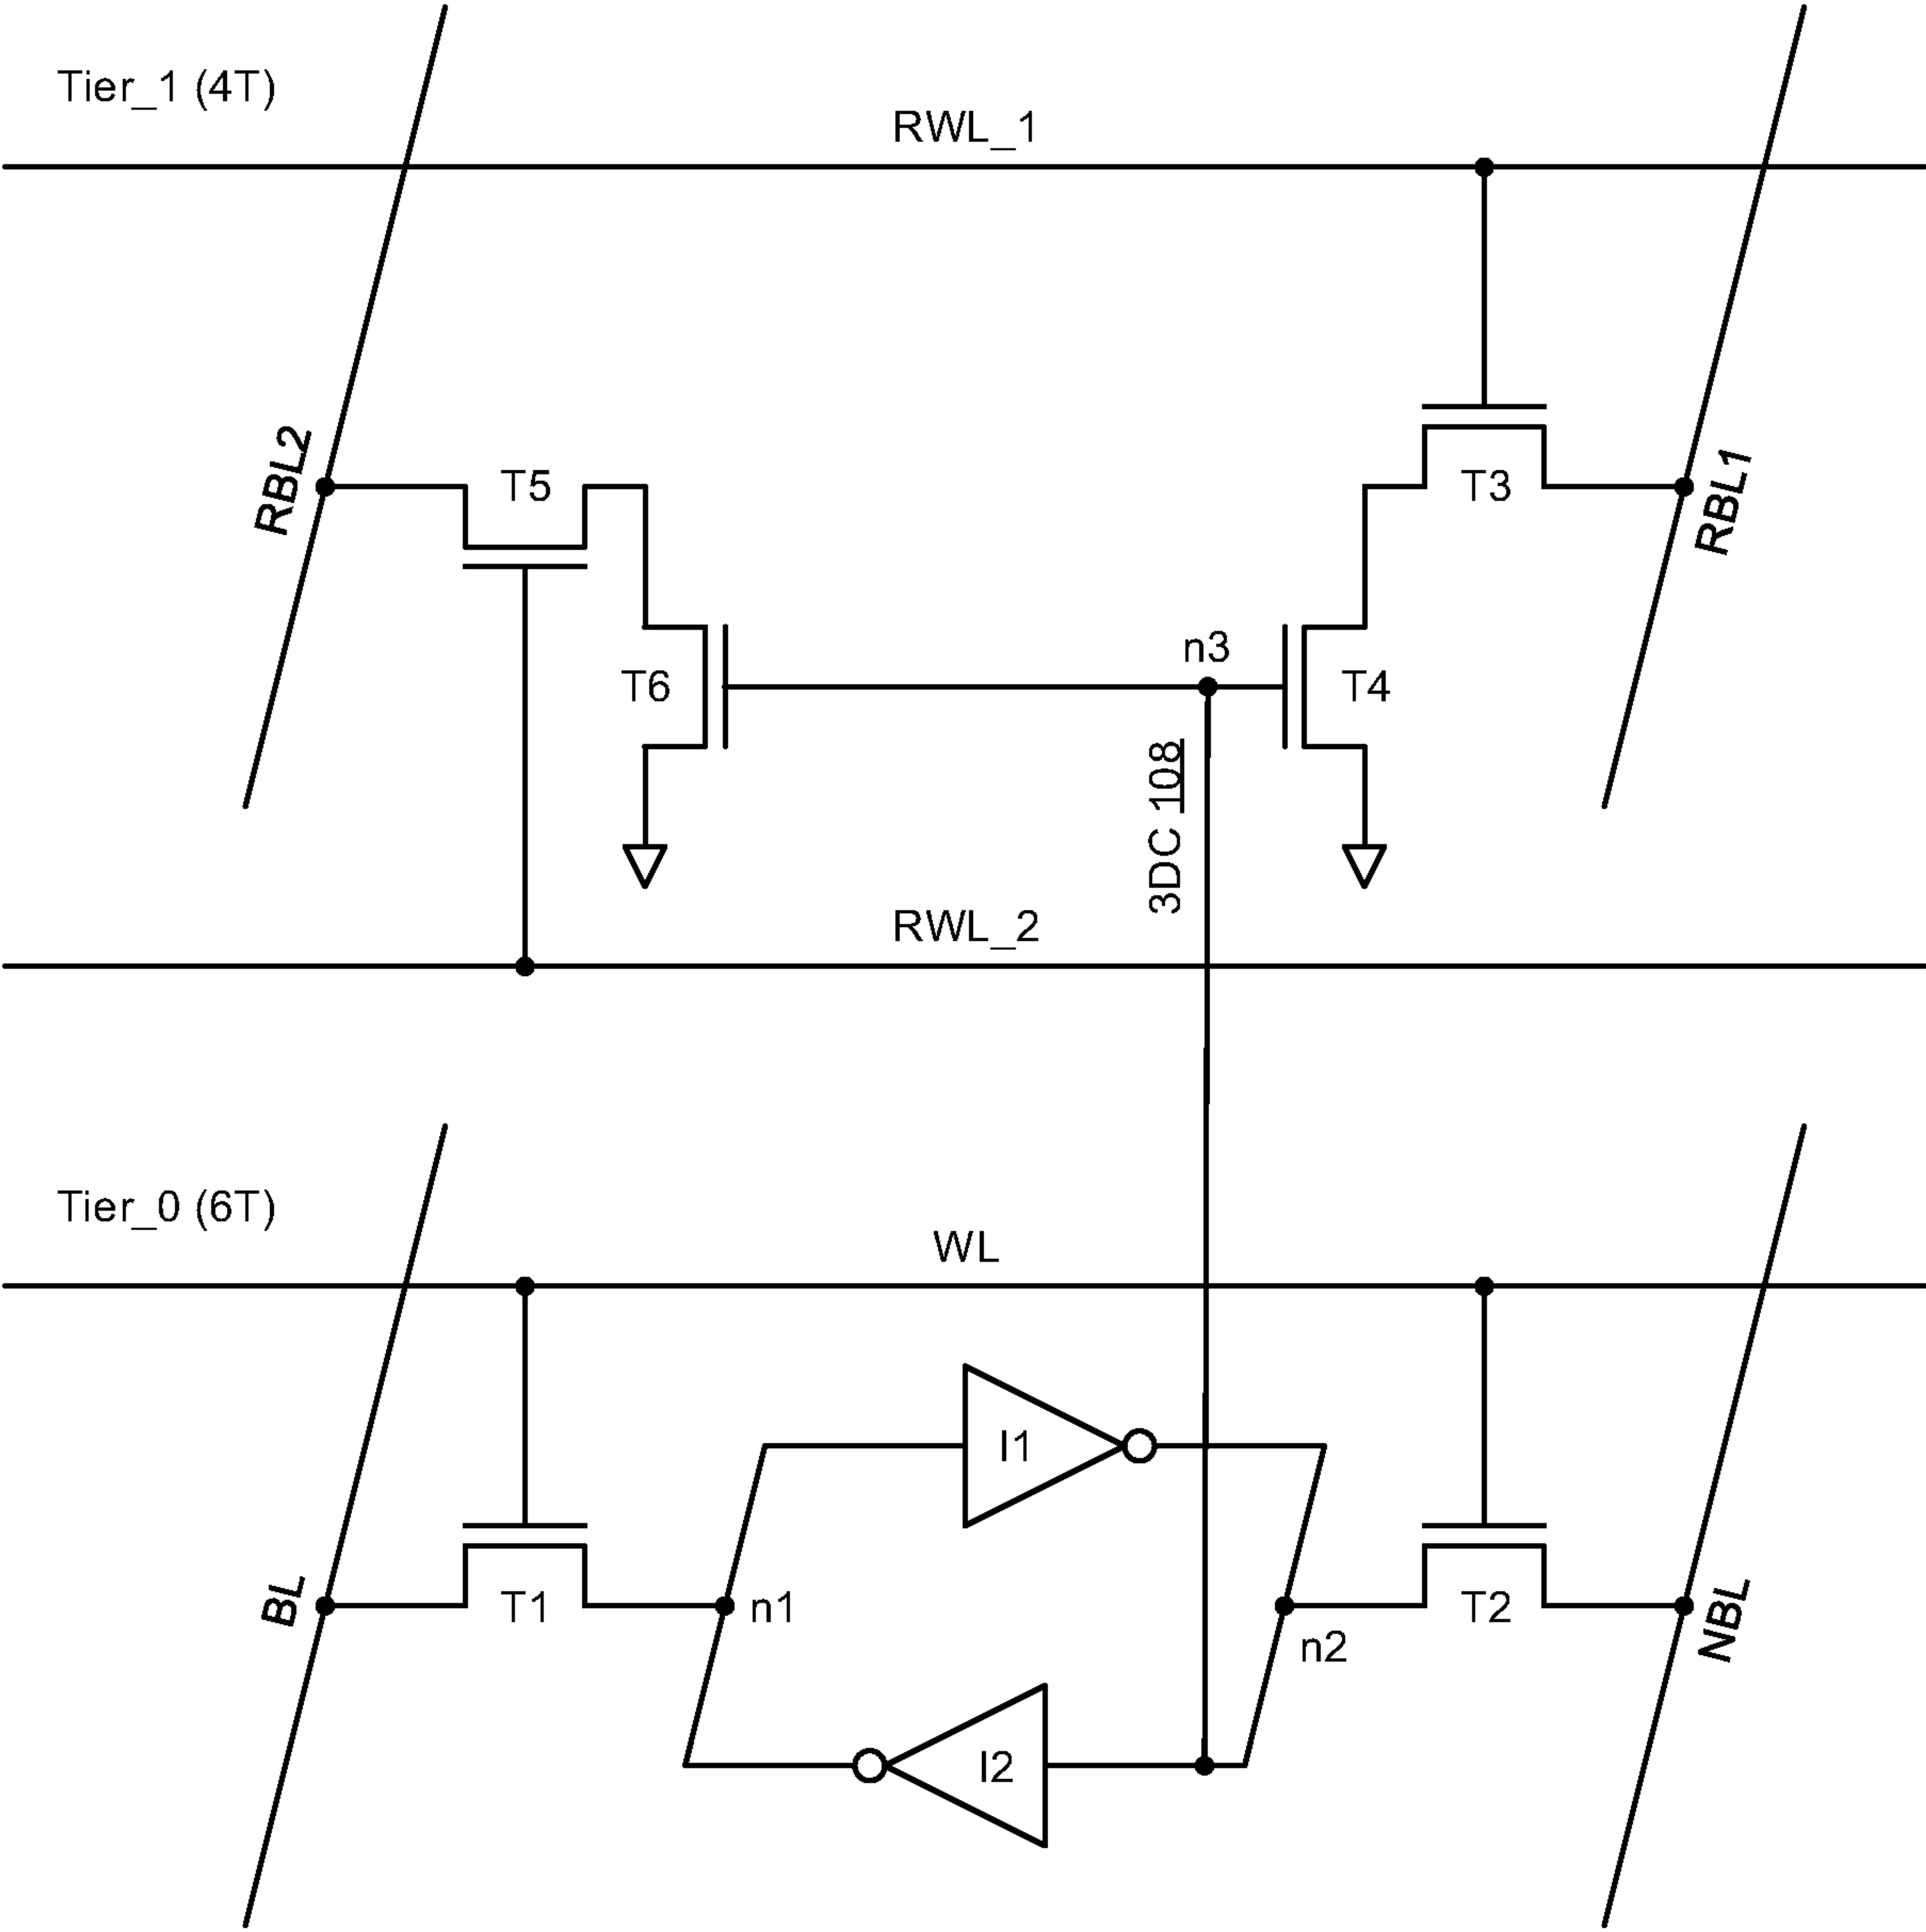 Tier_1 (4T)
RWL_1
RBL2
T5
T3
RBL1
n3
T6
T4
3DC 108
RWL_2
Tier_0 (6T)
WL
I1
BL
T1
n1
T2
NBL
n2
I2